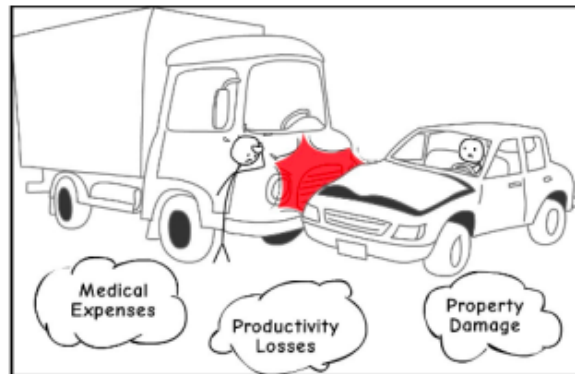 Medical
Expenses
Productivity
Losses
Property
Damage